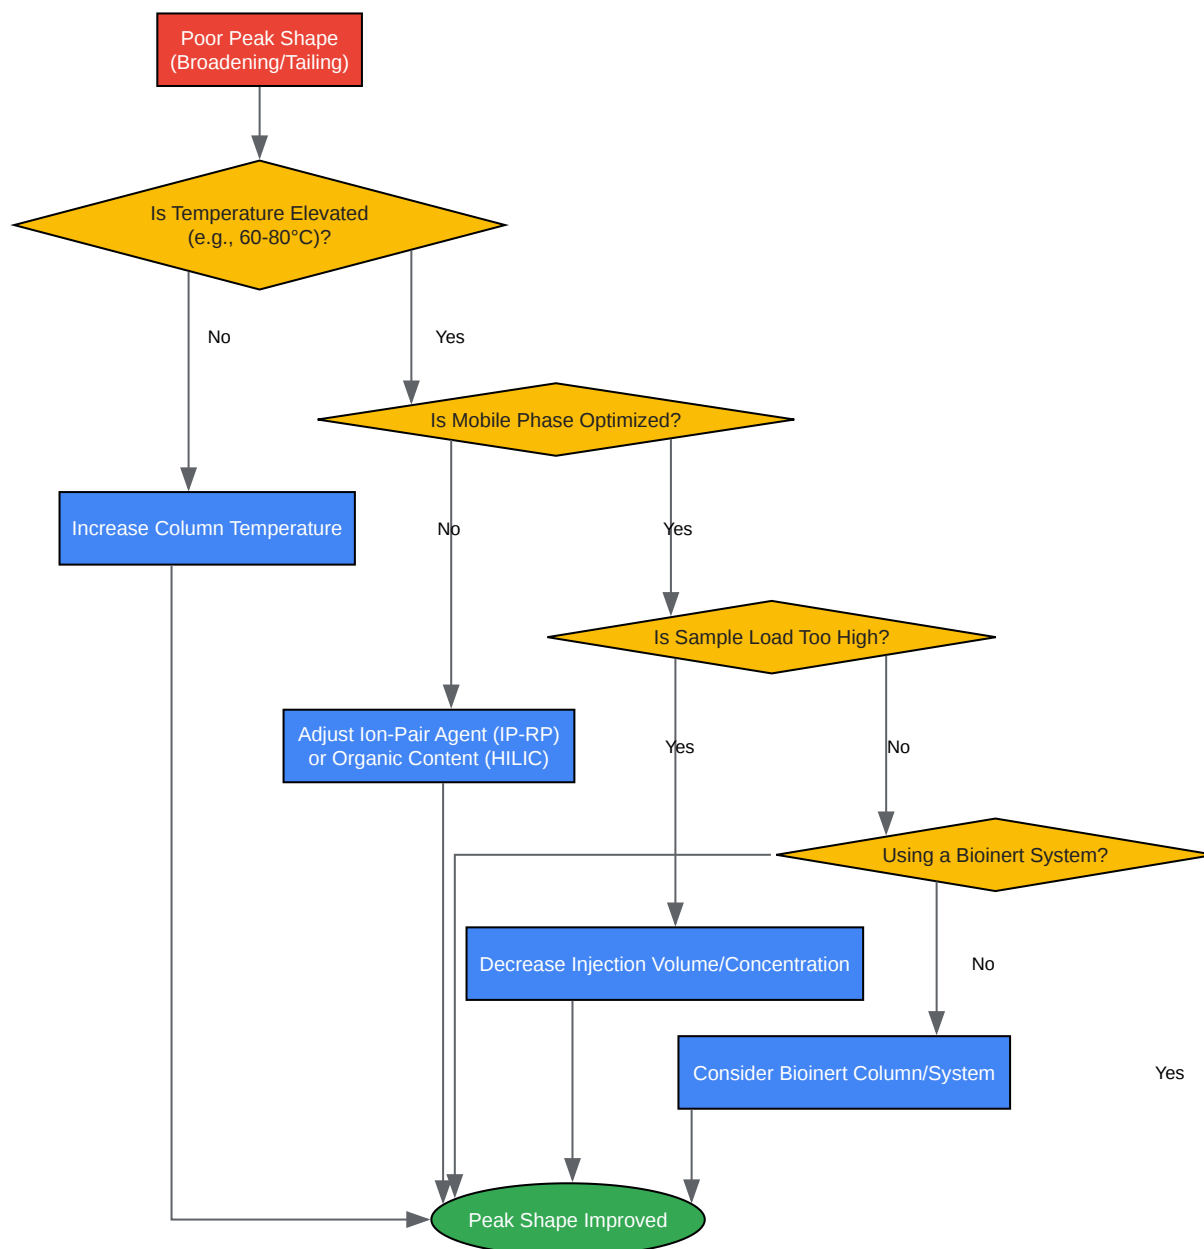 Poor Peak Shape
(Broadening/Tailing)
Is Temperature Elevated
(e.g., 60-80°C)?
No
Yes
Is Mobile Phase Optimized?
Increase Column Temperature
No
Yes
Is Sample Load Too High?
Adjust Ion-Pair Agent (IP-RP)
or Organic Content (HILIC)
Yes
No
Using a Bioinert System?
Decrease Injection Volume/Concentration
No
Consider Bioinert Column/System
Yes
Peak Shape Improved